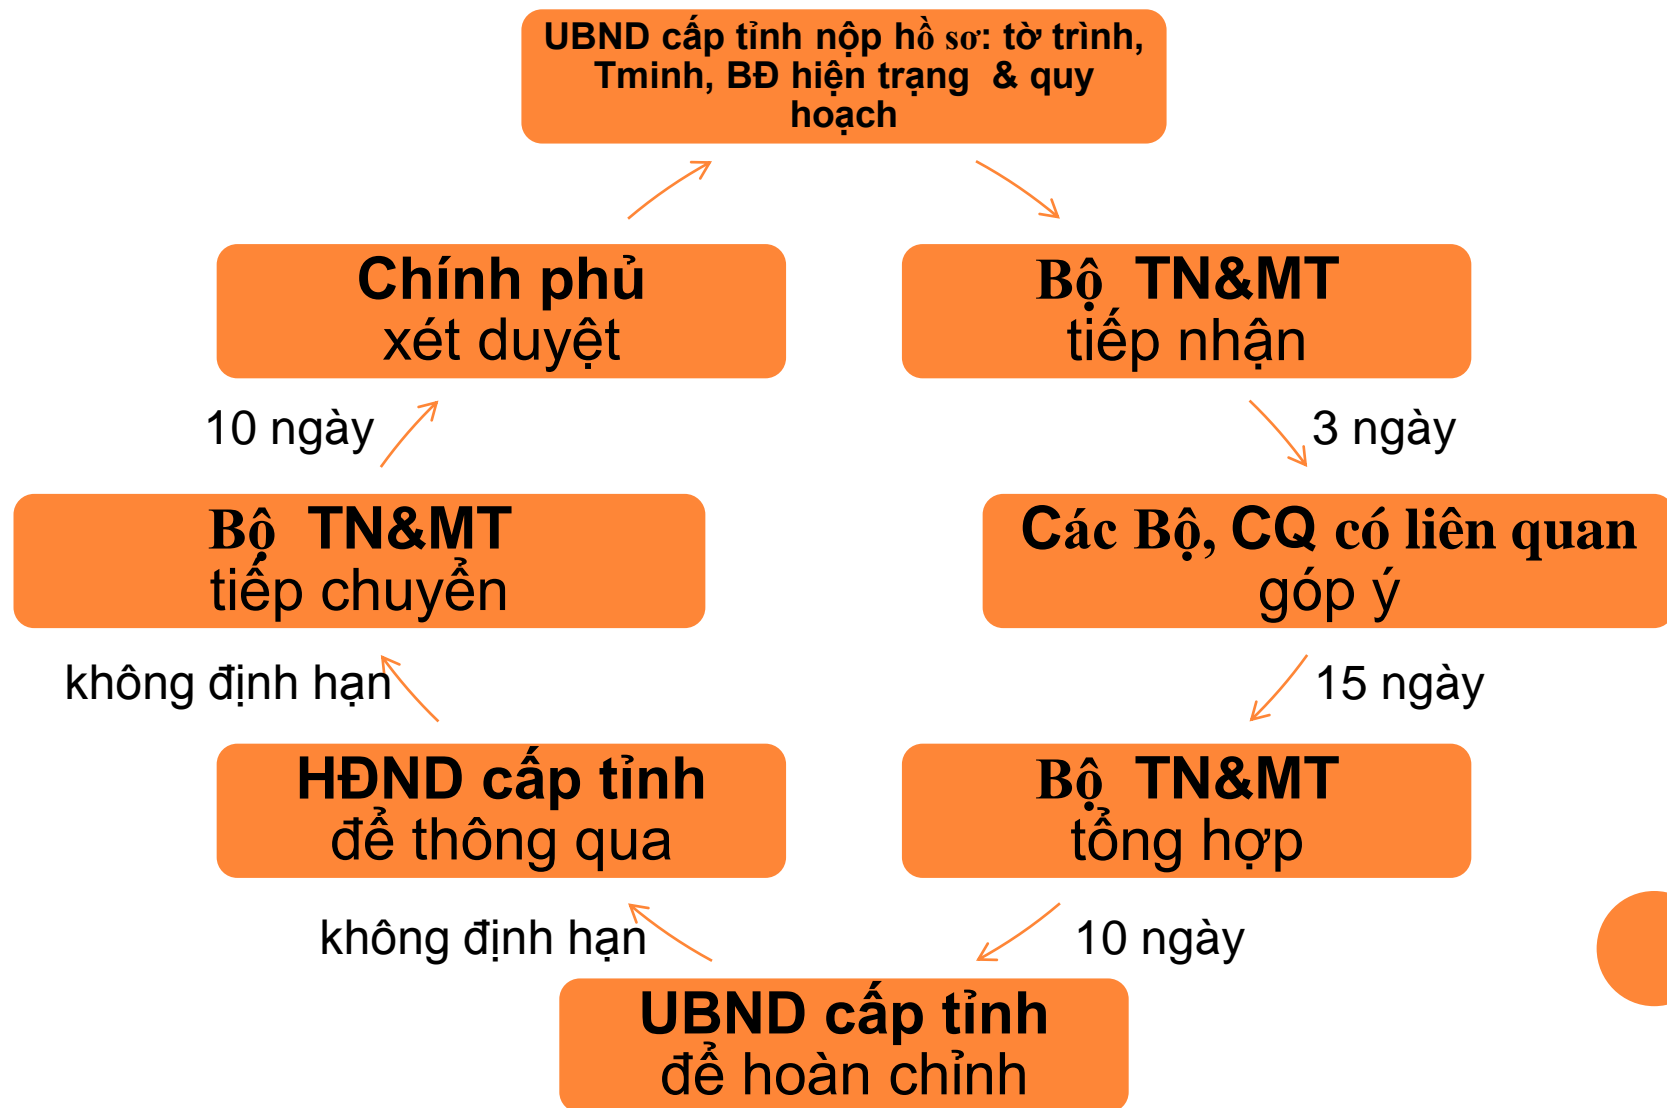 UBND cấp tỉnh nộp hồ sơ: tờ trình,
Tminh, BĐ hiện trạng & quy
hoạch
Chính phủ
xét duyệt
Bộ TN&MT
tiếp nhận
10 ngày
3 ngày
Bộ TN&MT
tiếp chuyển
Các Bộ, CQ có liên quan
góp ý
không định hạn
15 ngày
HĐND cấp tỉnh
để thông qua
Bộ TN&MT
tổng hợp
không định hạn
10 ngày
UBND cấp tỉnh
để hoàn chỉnh